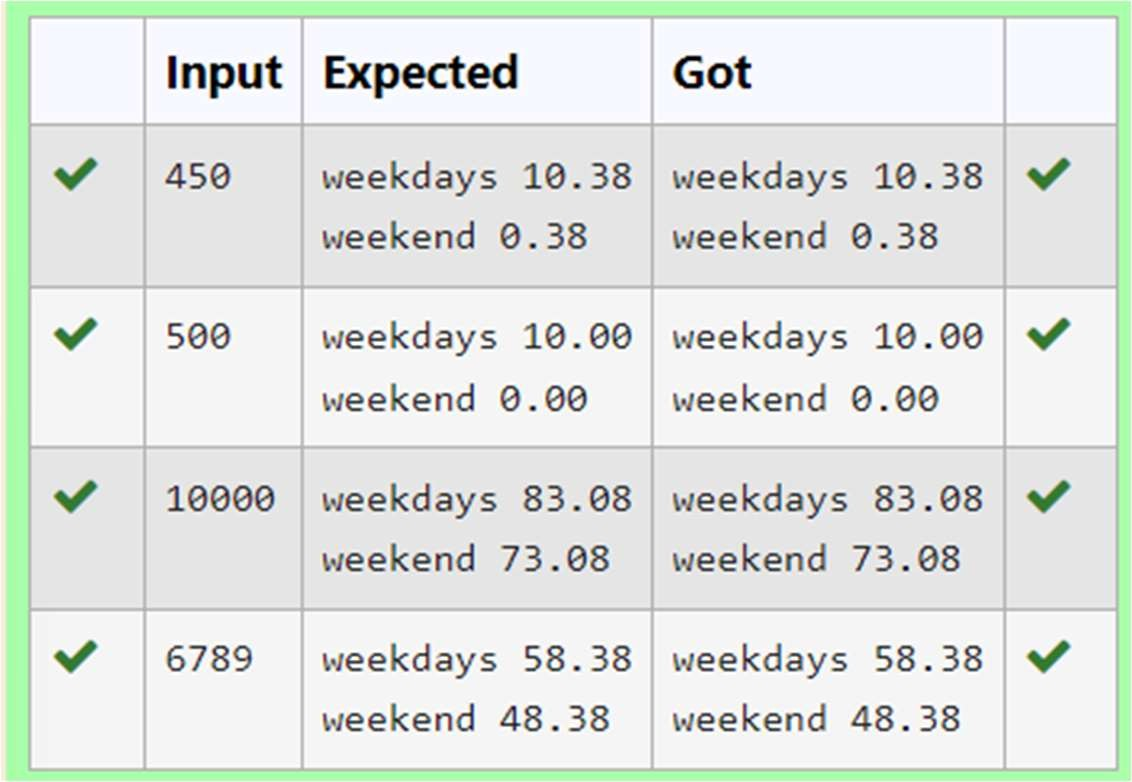 Input Expected Got
450 weekdays 10.38 weekdays 10.38
weekend 0.38 weekend 0.38
500 weekdays 10.00 weekdays 10.00
weekend 0.00 weekend 0.00
10000 weekdays 83.08 weekdays 83.08
weekend 73.08 weekend 73.08
6789 weekdays 58.38 weekdays 58.38
weekend 48.38 weekend 48.38